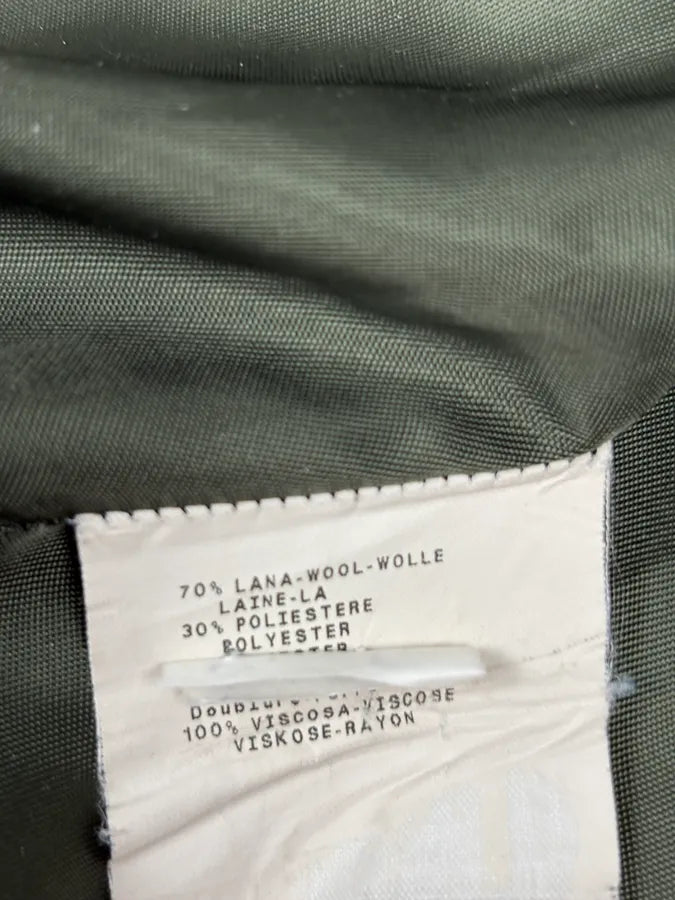 70% LANA-WOOL-WOLLE
LAINE-LA
30% POLIESTERE
POLYESTER
100% VISCOSA-VISCOSE
VISKOSE-RAYON